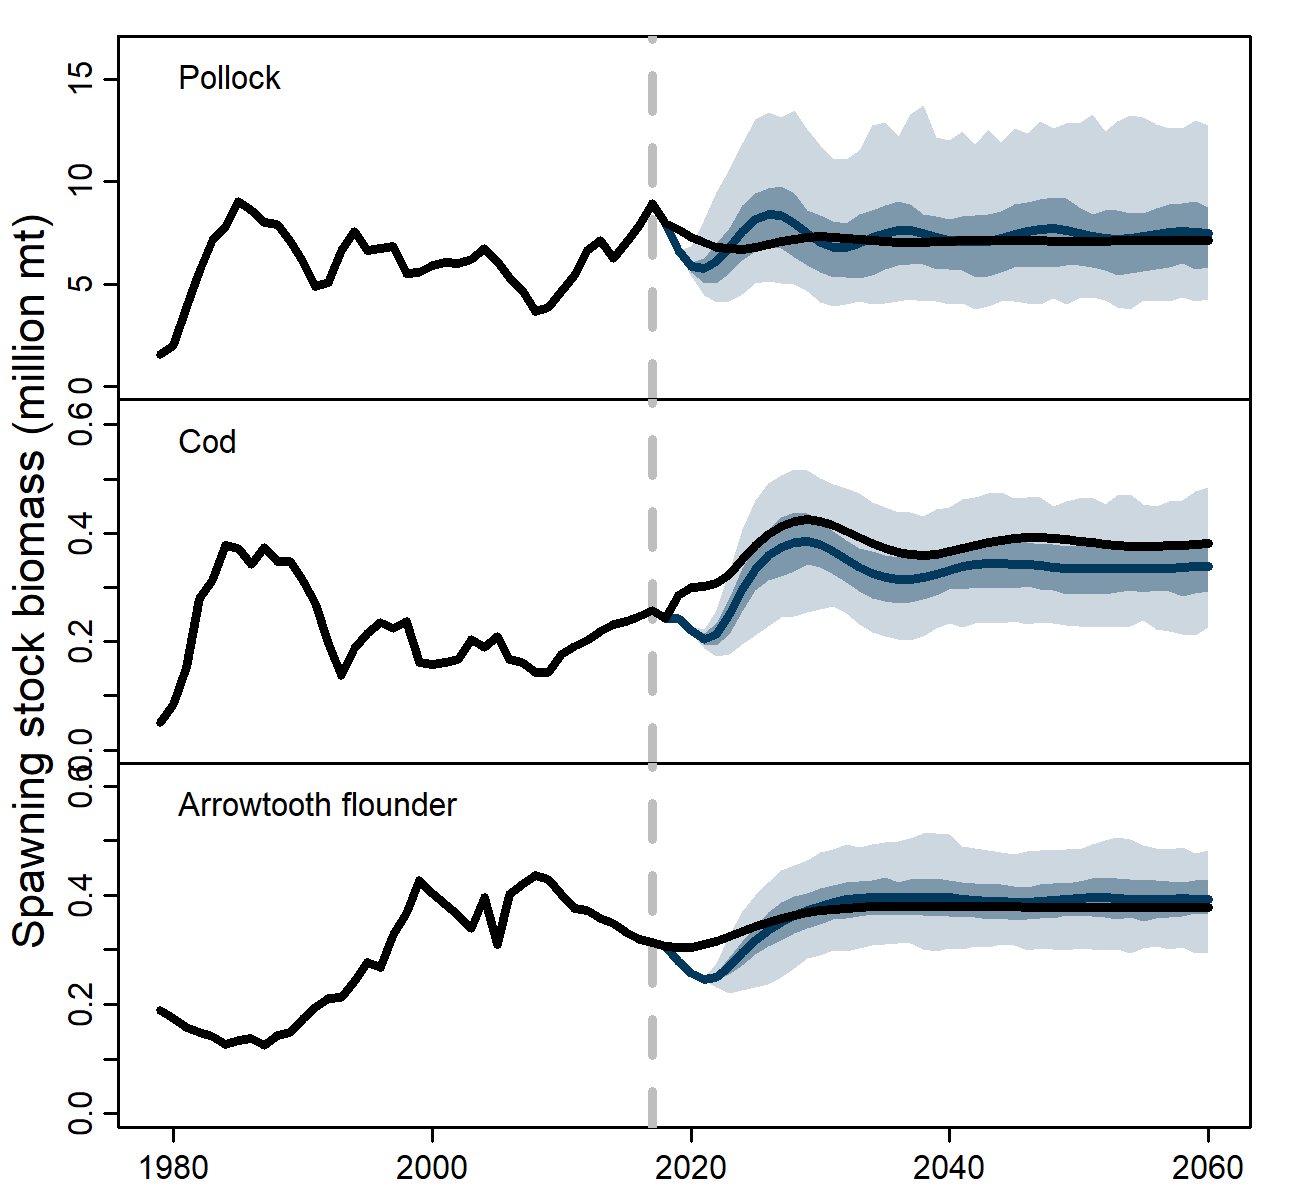 Spawning stock biomass (million mt)
Pollock
15
10
5
0
Cod
0.6
0.4
0.2
0.0
Arrowtooth flounder
0.6
0.4
0.2
0.0
1980 2000 2020 2040 2060